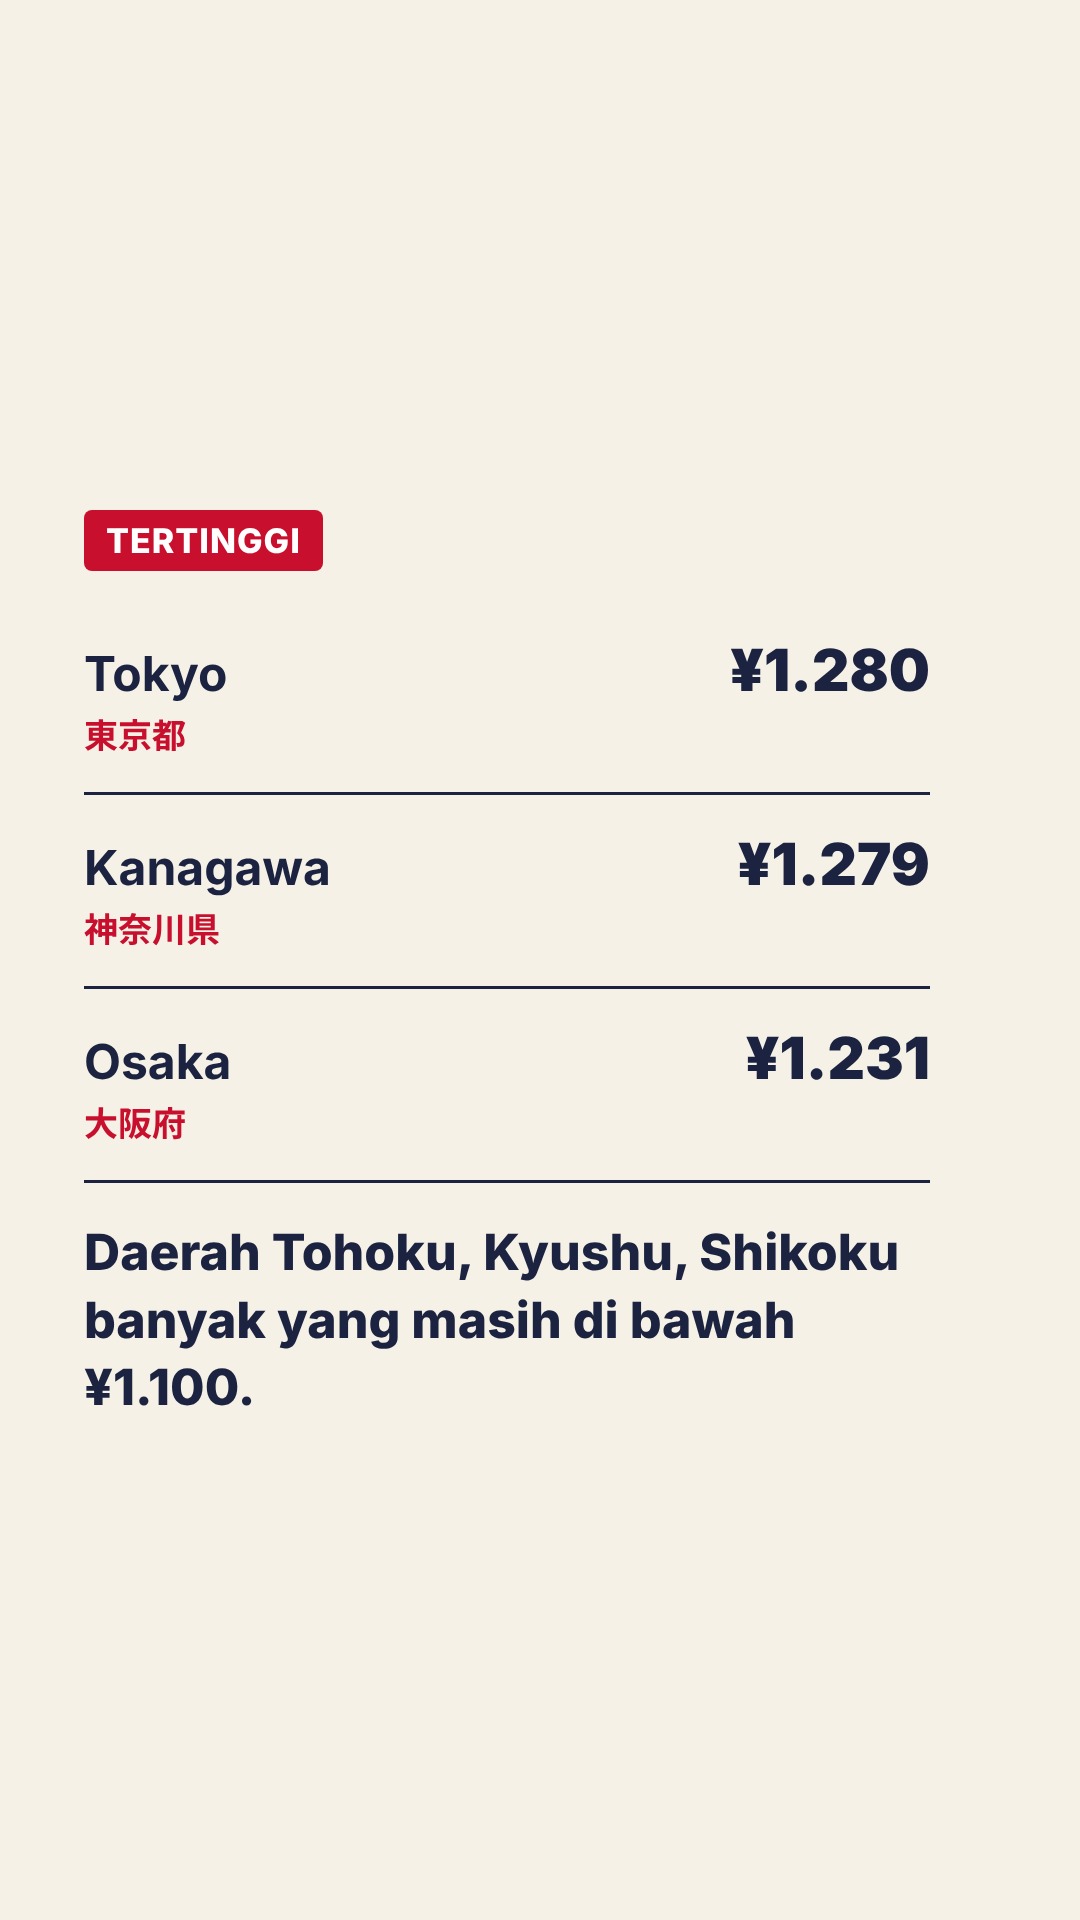 TERTINGGI
Tokyo ¥1.280
東京都
Kanagawa ¥1.279
神奈川県
Osaka ¥1.231
大阪府
Daerah Tohoku, Kyushu, Shikoku
banyak yang masih di bawah
¥1.100.